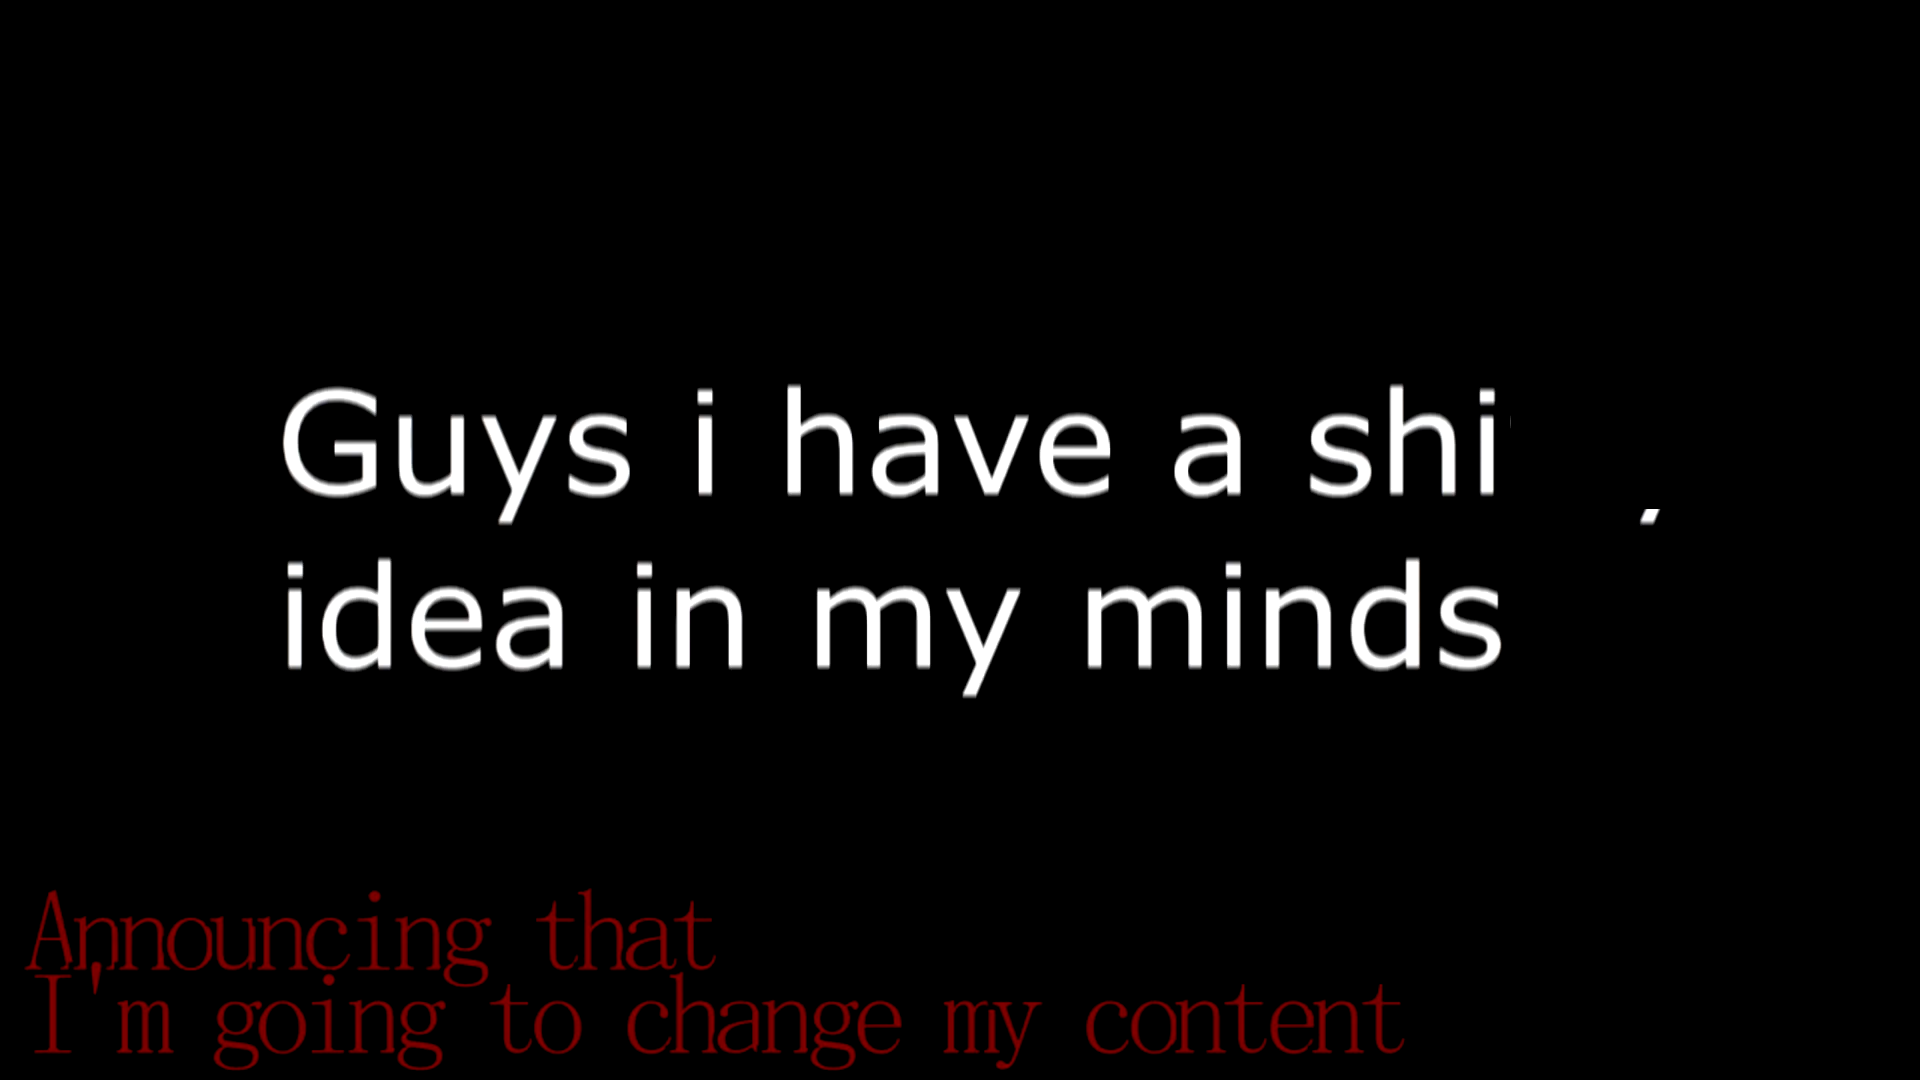 Guys i have a shi
idea in my minds
Announcing that
I'm going to change my content